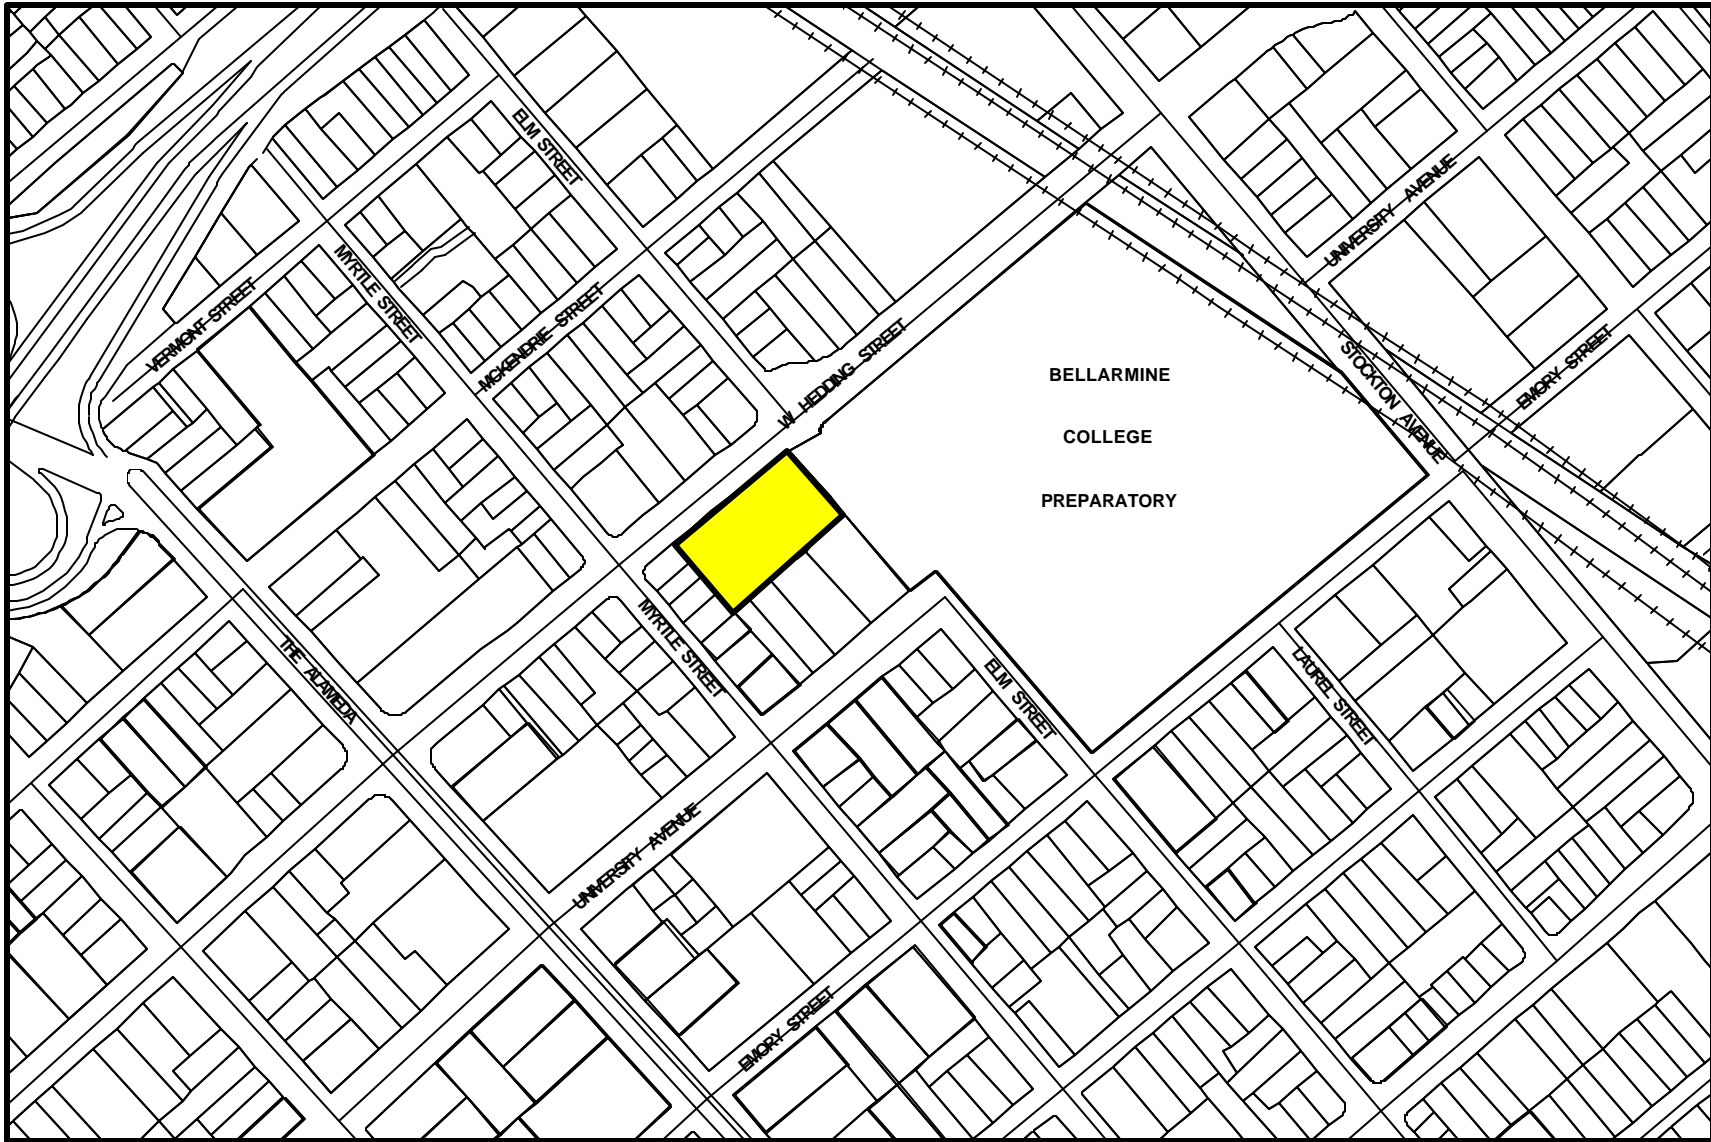 ELM STREET
UNIVERSITY AVENUE
MYRTLE STREET
VERMONT STREET
MCKENDRIE STREET
W HEDDING STREET
STOCKTON AVENUE
EMORY STREET
BELLARMINE
COLLEGE
PREPARATORY
MYRTLE STREET
THE ALAMEDA
ELM STREET
LAUREL STREET
UNIVERSITY AVENUE
EMORY STREET